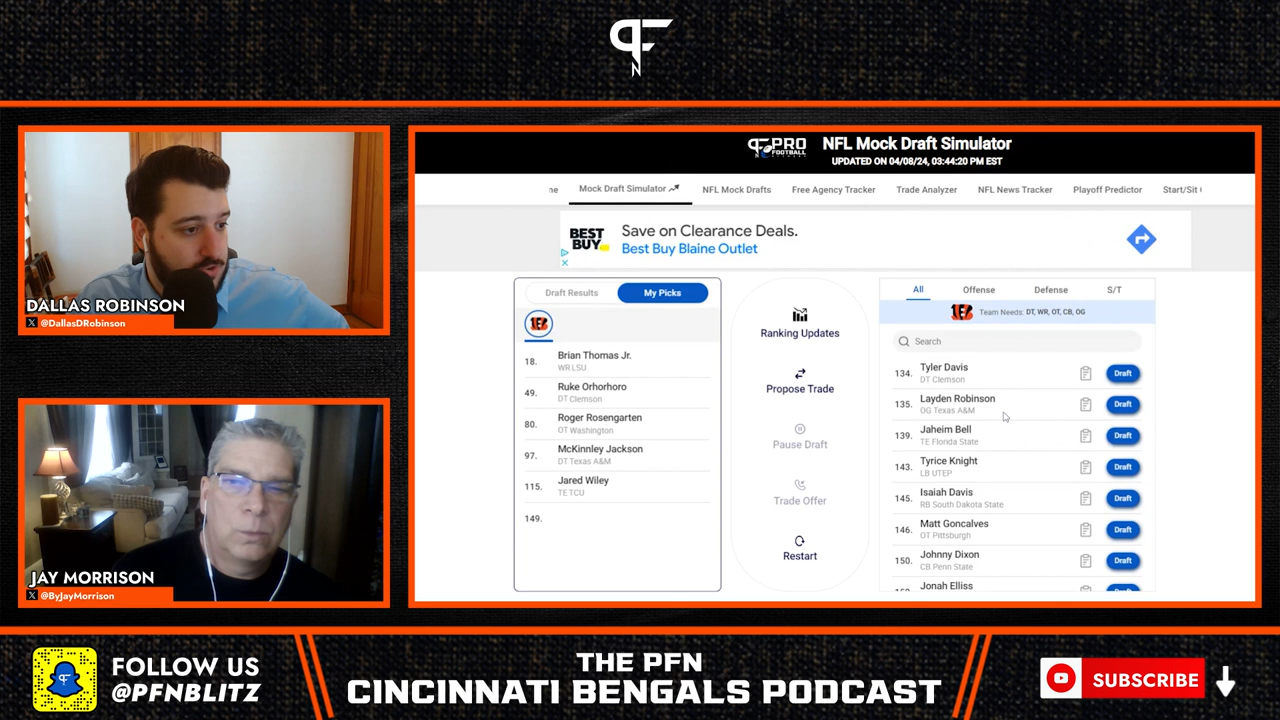 PF
N
DALLAS ROBINSON
X @DallasDRobinson
JAY MORRISON
X @ByJayMorrison
PRO
FOOTBALL
NFL Mock Draft Simulator
UPDATED ON 04/08/24, 03:44:20 PM EST
ne Mock Draft Simulator NFL Mock Drafts Free Agency Tracker Trade Analyzer NFL News Tracker Playoff Predictor Start/Sit
BEST
BUY
Save on Clearance Deals.
Best Buy Blaine Outlet
Draft Results My Picks
18. Brian Thomas Jr.
WR LSU
49. Ruke Orhorhoro
DT Clemson
80. Roger Rosengarten
OT Washington
97. McKinnley Jackson
DT Texas A&M
115. Jared Wiley
TE TCU
149.
Ranking Updates
Propose Trade
Pause Draft
Trade Offer
Restart
All Offense Defense S/T
Team Needs: DT, WR, OT, CB, OG
Search
134. Tyler Davis Draft
DT Clemson
135. Layden Robinson Draft
OG Texas A&M
139. Jaheim Bell Draft
TE Florida State
143. Tyrice Knight Draft
LB UTEP
145. Isaiah Davis Draft
RB South Dakota State
146. Matt Goncalves Draft
OT Pittsburgh
150. Johnny Dixon Draft
CB Penn State
Jonah Elliss
FOLLOW US
@PFNBLITZ
THE PFN
CINCINNATI BENGALS PODCAST
SUBSCRIBE